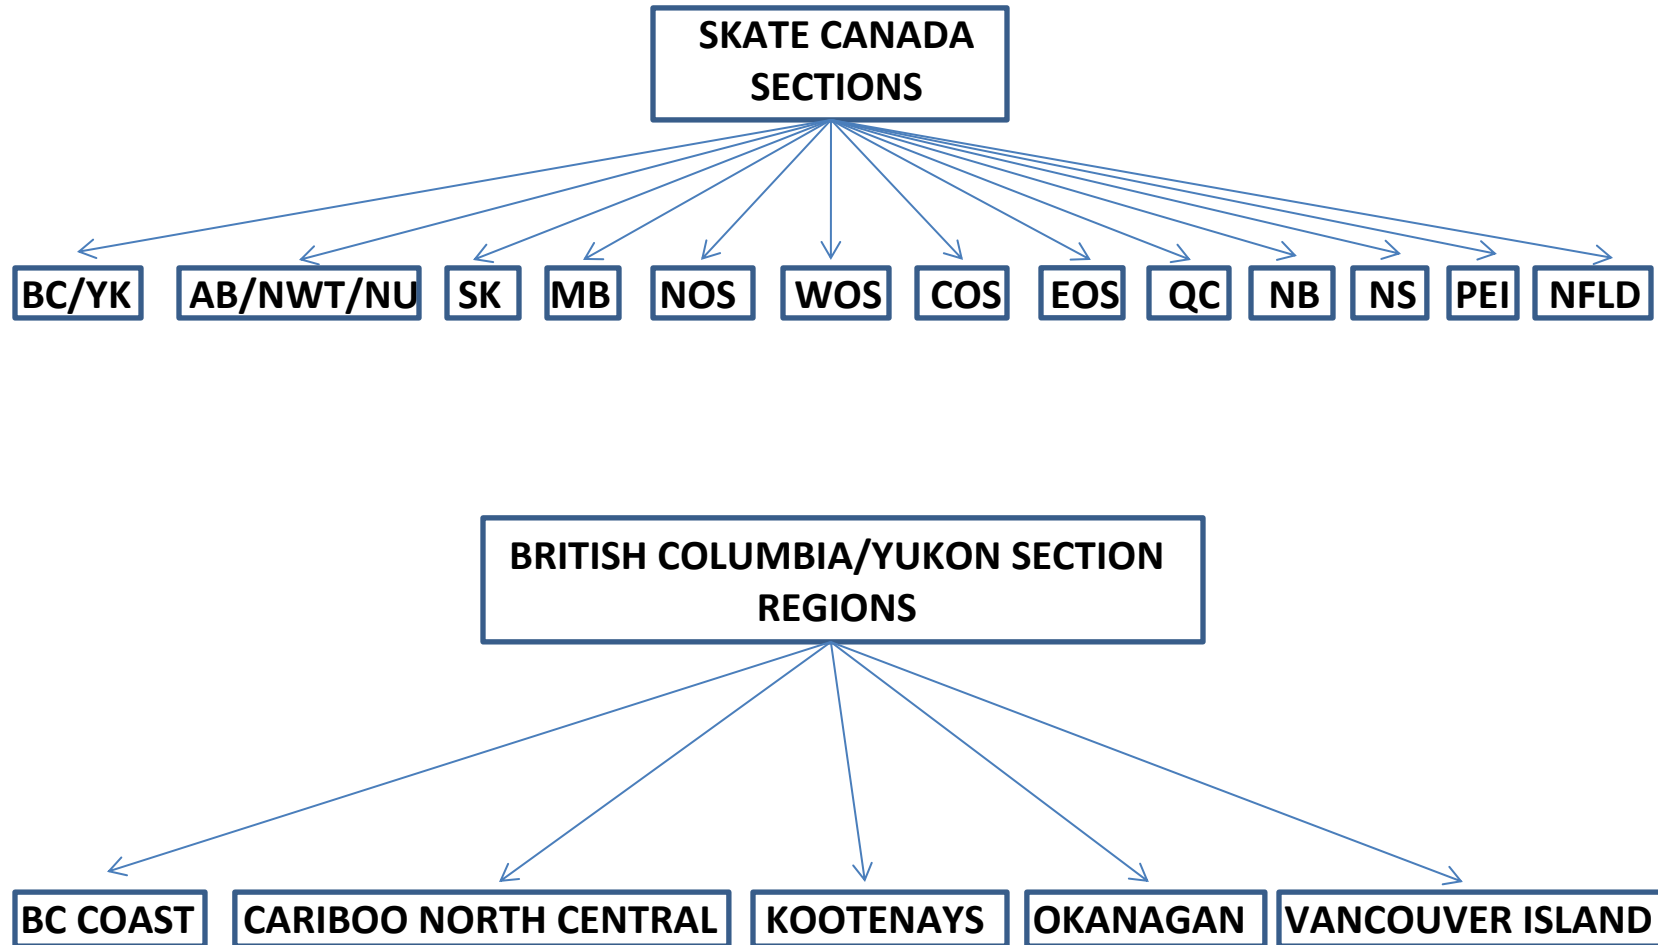 SKATE CANADA
SECTIONS
BC/YK AB/NWT/NU SK MB NOS WOS COS EOS QC NB NS PEI NFLD
BRITISH COLUMBIA/YUKON SECTION
REGIONS
BC COAST CARIBOO NORTH CENTRAL KOOTENAYS OKANAGAN VANCOUVER ISLAND